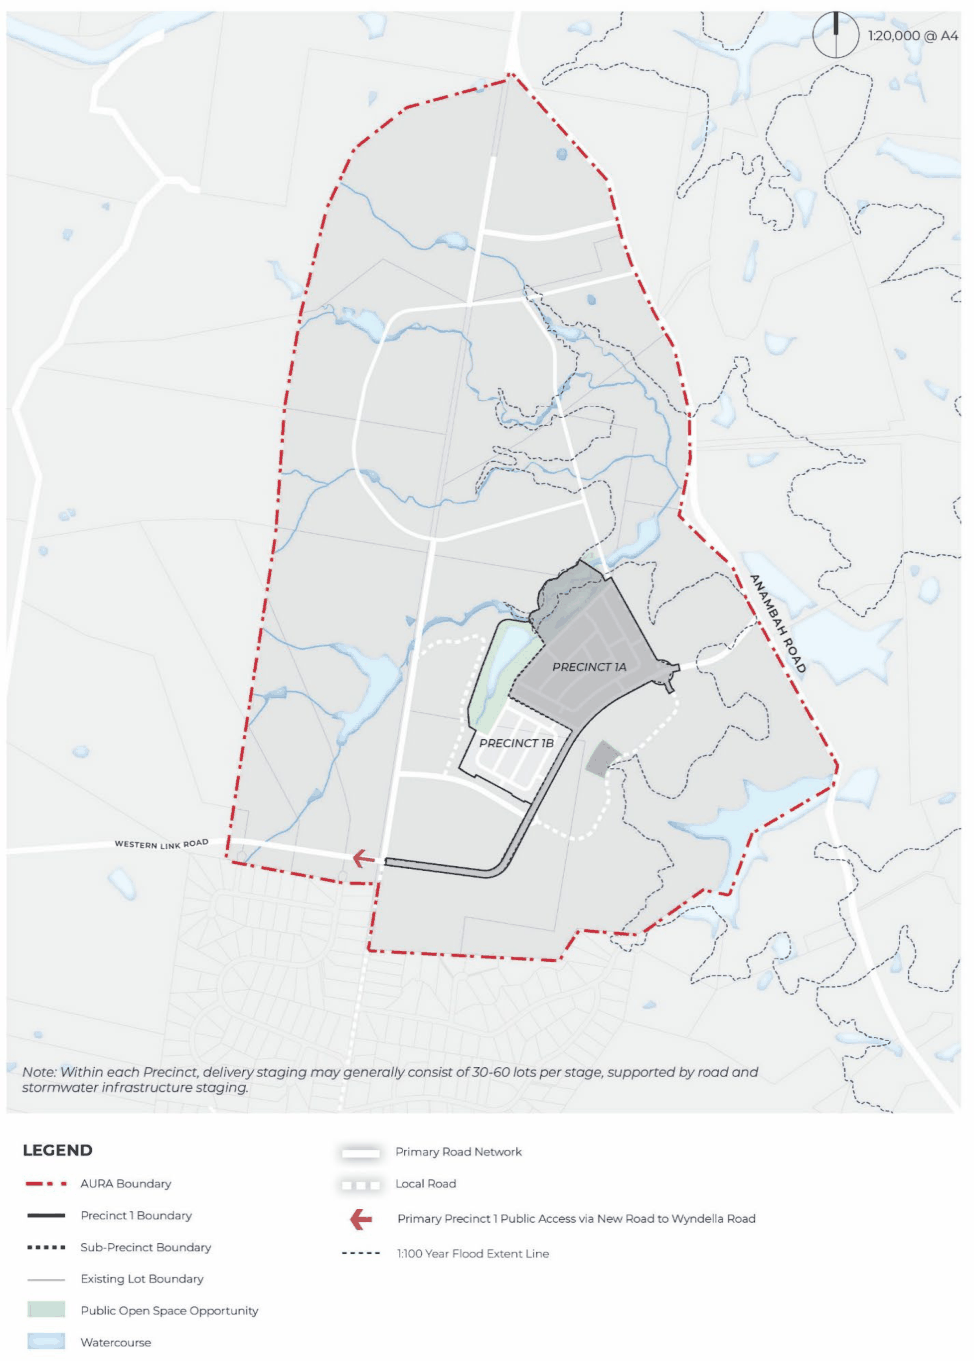 1:20,000 @ A4
ANAMBAH ROAD
PRECINCT 1A
PRECINCT 1B
WESTERN LINK ROAD
Note: Within each Precinct, delivery staging may generally consist of 30-60 lots per stage, supported by road and
stormwater infrastructure staging.
LEGEND
AURA Boundary
Precinct 1 Boundary
Sub-Precinct Boundary
Existing Lot Boundary
Public Open Space Opportunity
Watercourse
Primary Road Network
Local Road
Primary Precinct 1 Public Access via New Road to Wyndella Road
1:100 Year Flood Extent Line